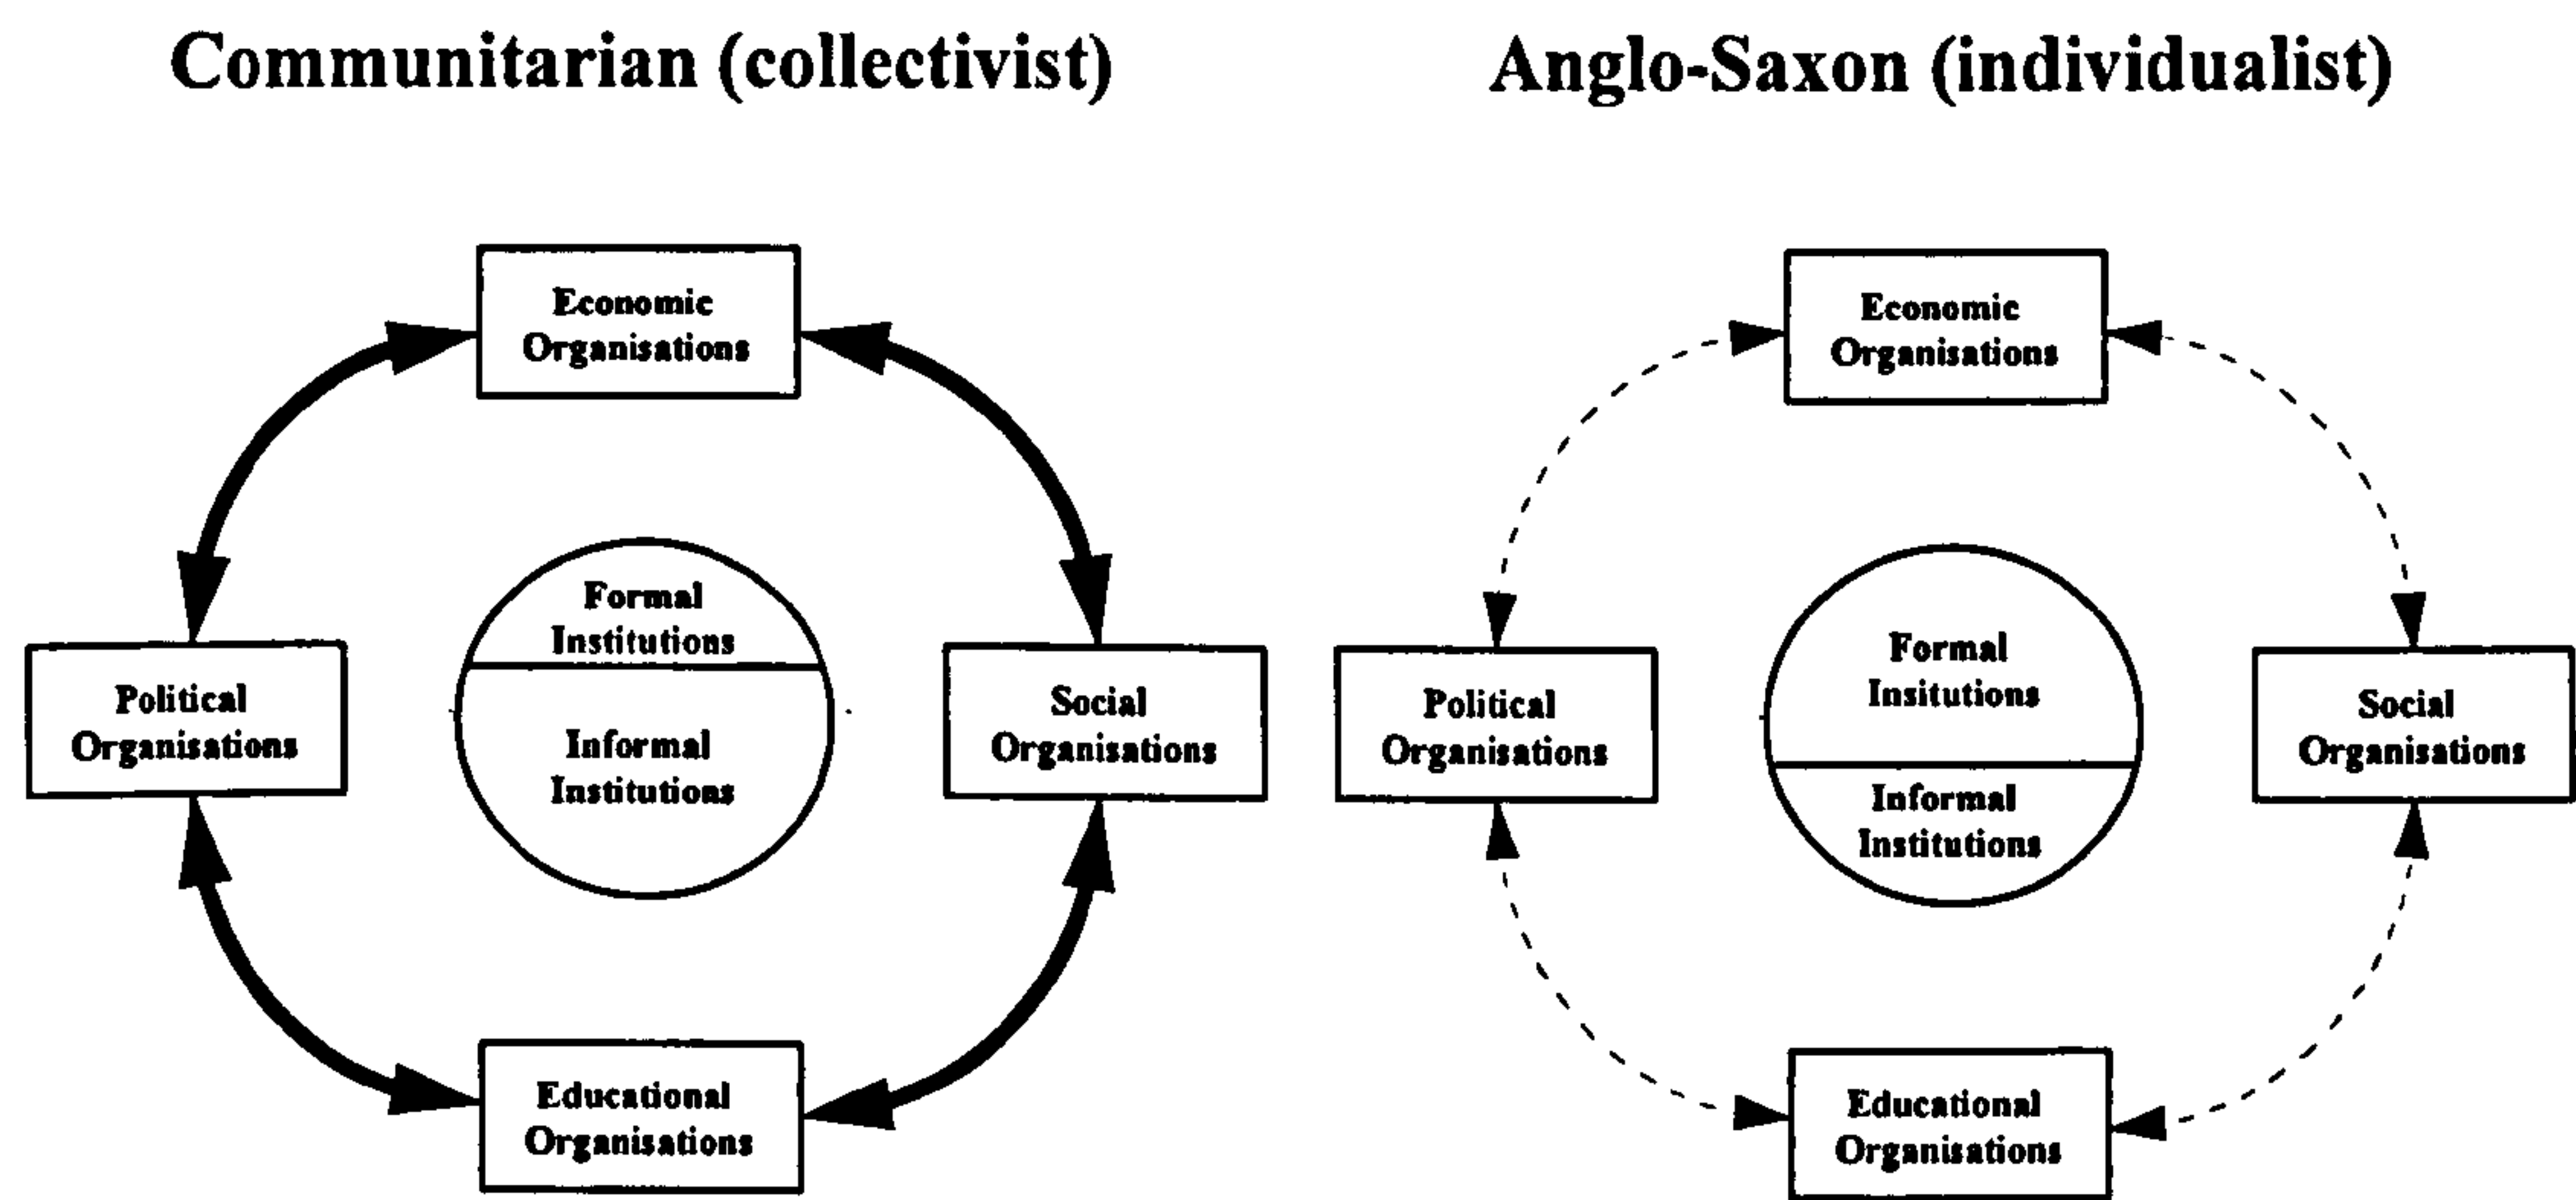 Communitarian (collectivist)
Economic
Organisations
Political
Organisations
Formal
Institutions
Informal
Institutions
Social
Organisations
Educational
Organisations
Anglo-Saxon (individualist)
Economic
Organisations
Political
Organisations
Formal
Insitutions
Informal
Institutions
Social
Organisations
Educational
Organisations